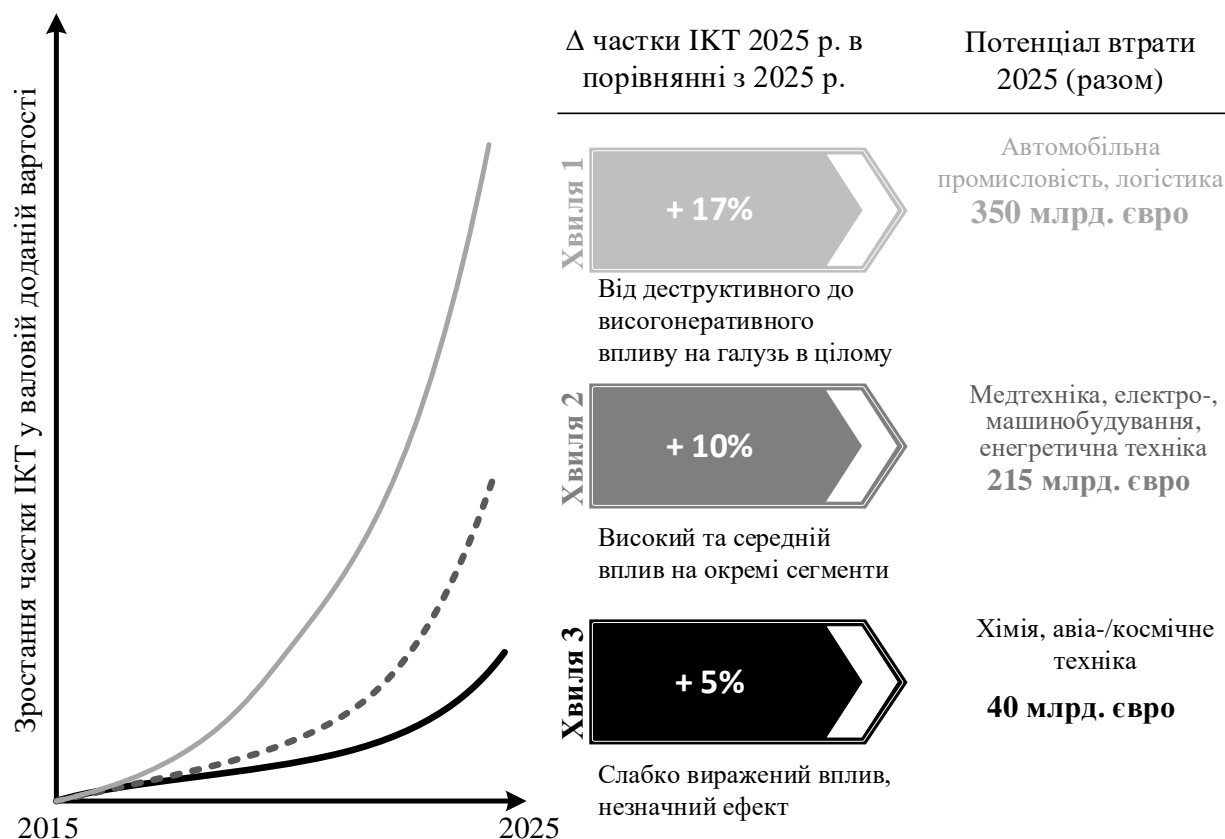 Зростання частки ІКТ у валовій доданій вартості
2015
2025
Δ частки ІКТ 2025 р. в
порівнянні з 2025 р.
Потенціал втрати
2025 (разом)
Хвиля 1
+ 17%
Автомобільна
промисловість, логістика
350 млрд. євро
Від деструктивного до
висогонеративного
впливу на галузь в цілому
Хвиля 2
+ 10%
Медтехніка, електро-,
машинобудування,
енегретична техніка
215 млрд. євро
Високий та середній
вплив на окремі сегменти
Хвиля 3
+ 5%
Хімія, авіа-/космічне
техніка
40 млрд. євро
Слабко виражений вплив,
незначний ефект